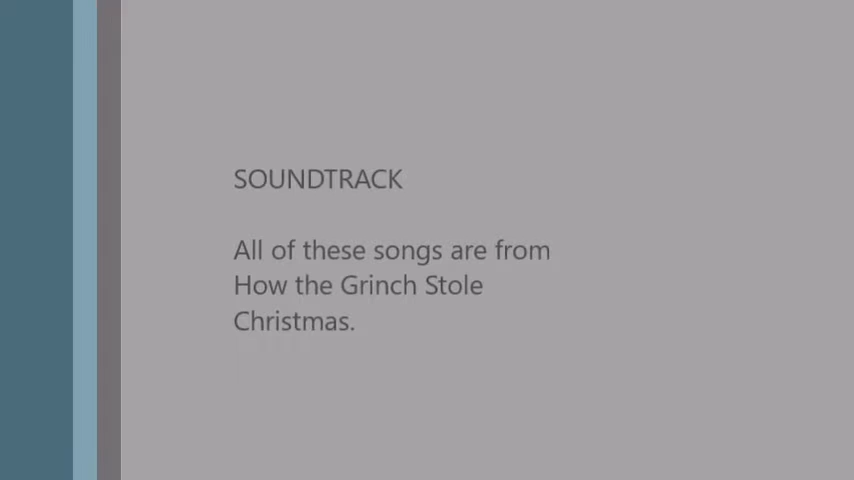 SOUNDTRACK
All of these songs are from
How the Grinch Stole
Christmas.